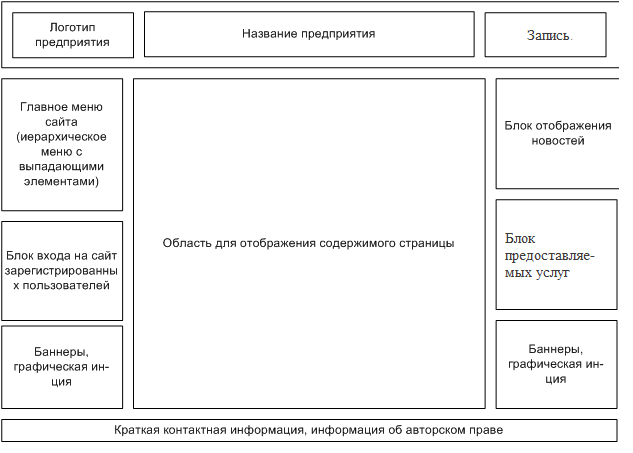 Логотип
предприятия
Название предприятия
Запись.
Главное меню
сайта
(иерархическое
меню с
выпадающими
элементами)
Блок входа на сайт
зарегистрированны
х пользователей
Баннеры,
графическая ин-
ция
Область для отображения содержимого страницы
Блок отображения
новостей
Блок
предоставляе-
мых услуг
Баннеры,
графическая ин-
ция
Краткая контактная информация, информация об авторском праве